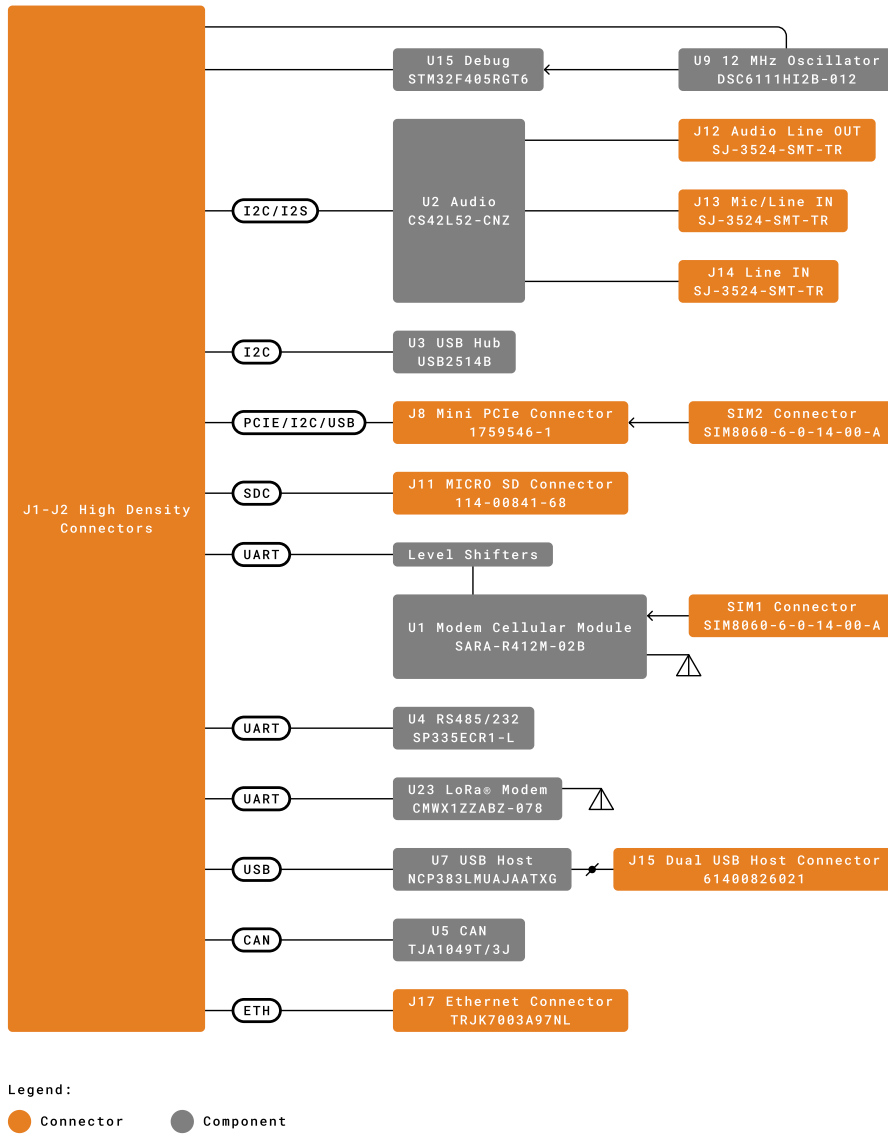 J1-J2 High Density
Connectors
U15 Debug
STM32F405RGT6
U9 12 MHz Oscillator
DSC6111HI2B-012
I2C/I2S
U2 Audio
CS42L52-CNZ
J12 Audio Line OUT
SJ-3524-SMT-TR
J13 Mic/Line IN
SJ-3524-SMT-TR
J14 Line IN
SJ-3524-SMT-TR
I2C
U3 USB Hub
USB2514B
PCIE/I2C/USB
J8 Mini PCIe Connector
1759546-1
SIM2 Connector
SIM8060-6-0-14-00-A
SDC
J11 MICRO SD Connector
114-00841-68
UART
Level Shifters
U1 Modem Cellular Module
SARA-R412M-02B
SIM1 Connector
SIM8060-6-0-14-00-A
UART
U4 RS485/232
SP335ECR1-L
UART
U23 LoRa® Modem
CMWX1ZZABZ-078
USB
U7 USB Host
NCP383LMUAJAATXG
J15 Dual USB Host Connector
61400826021
CAN
U5 CAN
TJA1049T/3J
ETH
J17 Ethernet Connector
TRJK7003A97NL
Legend:
Connector
Component